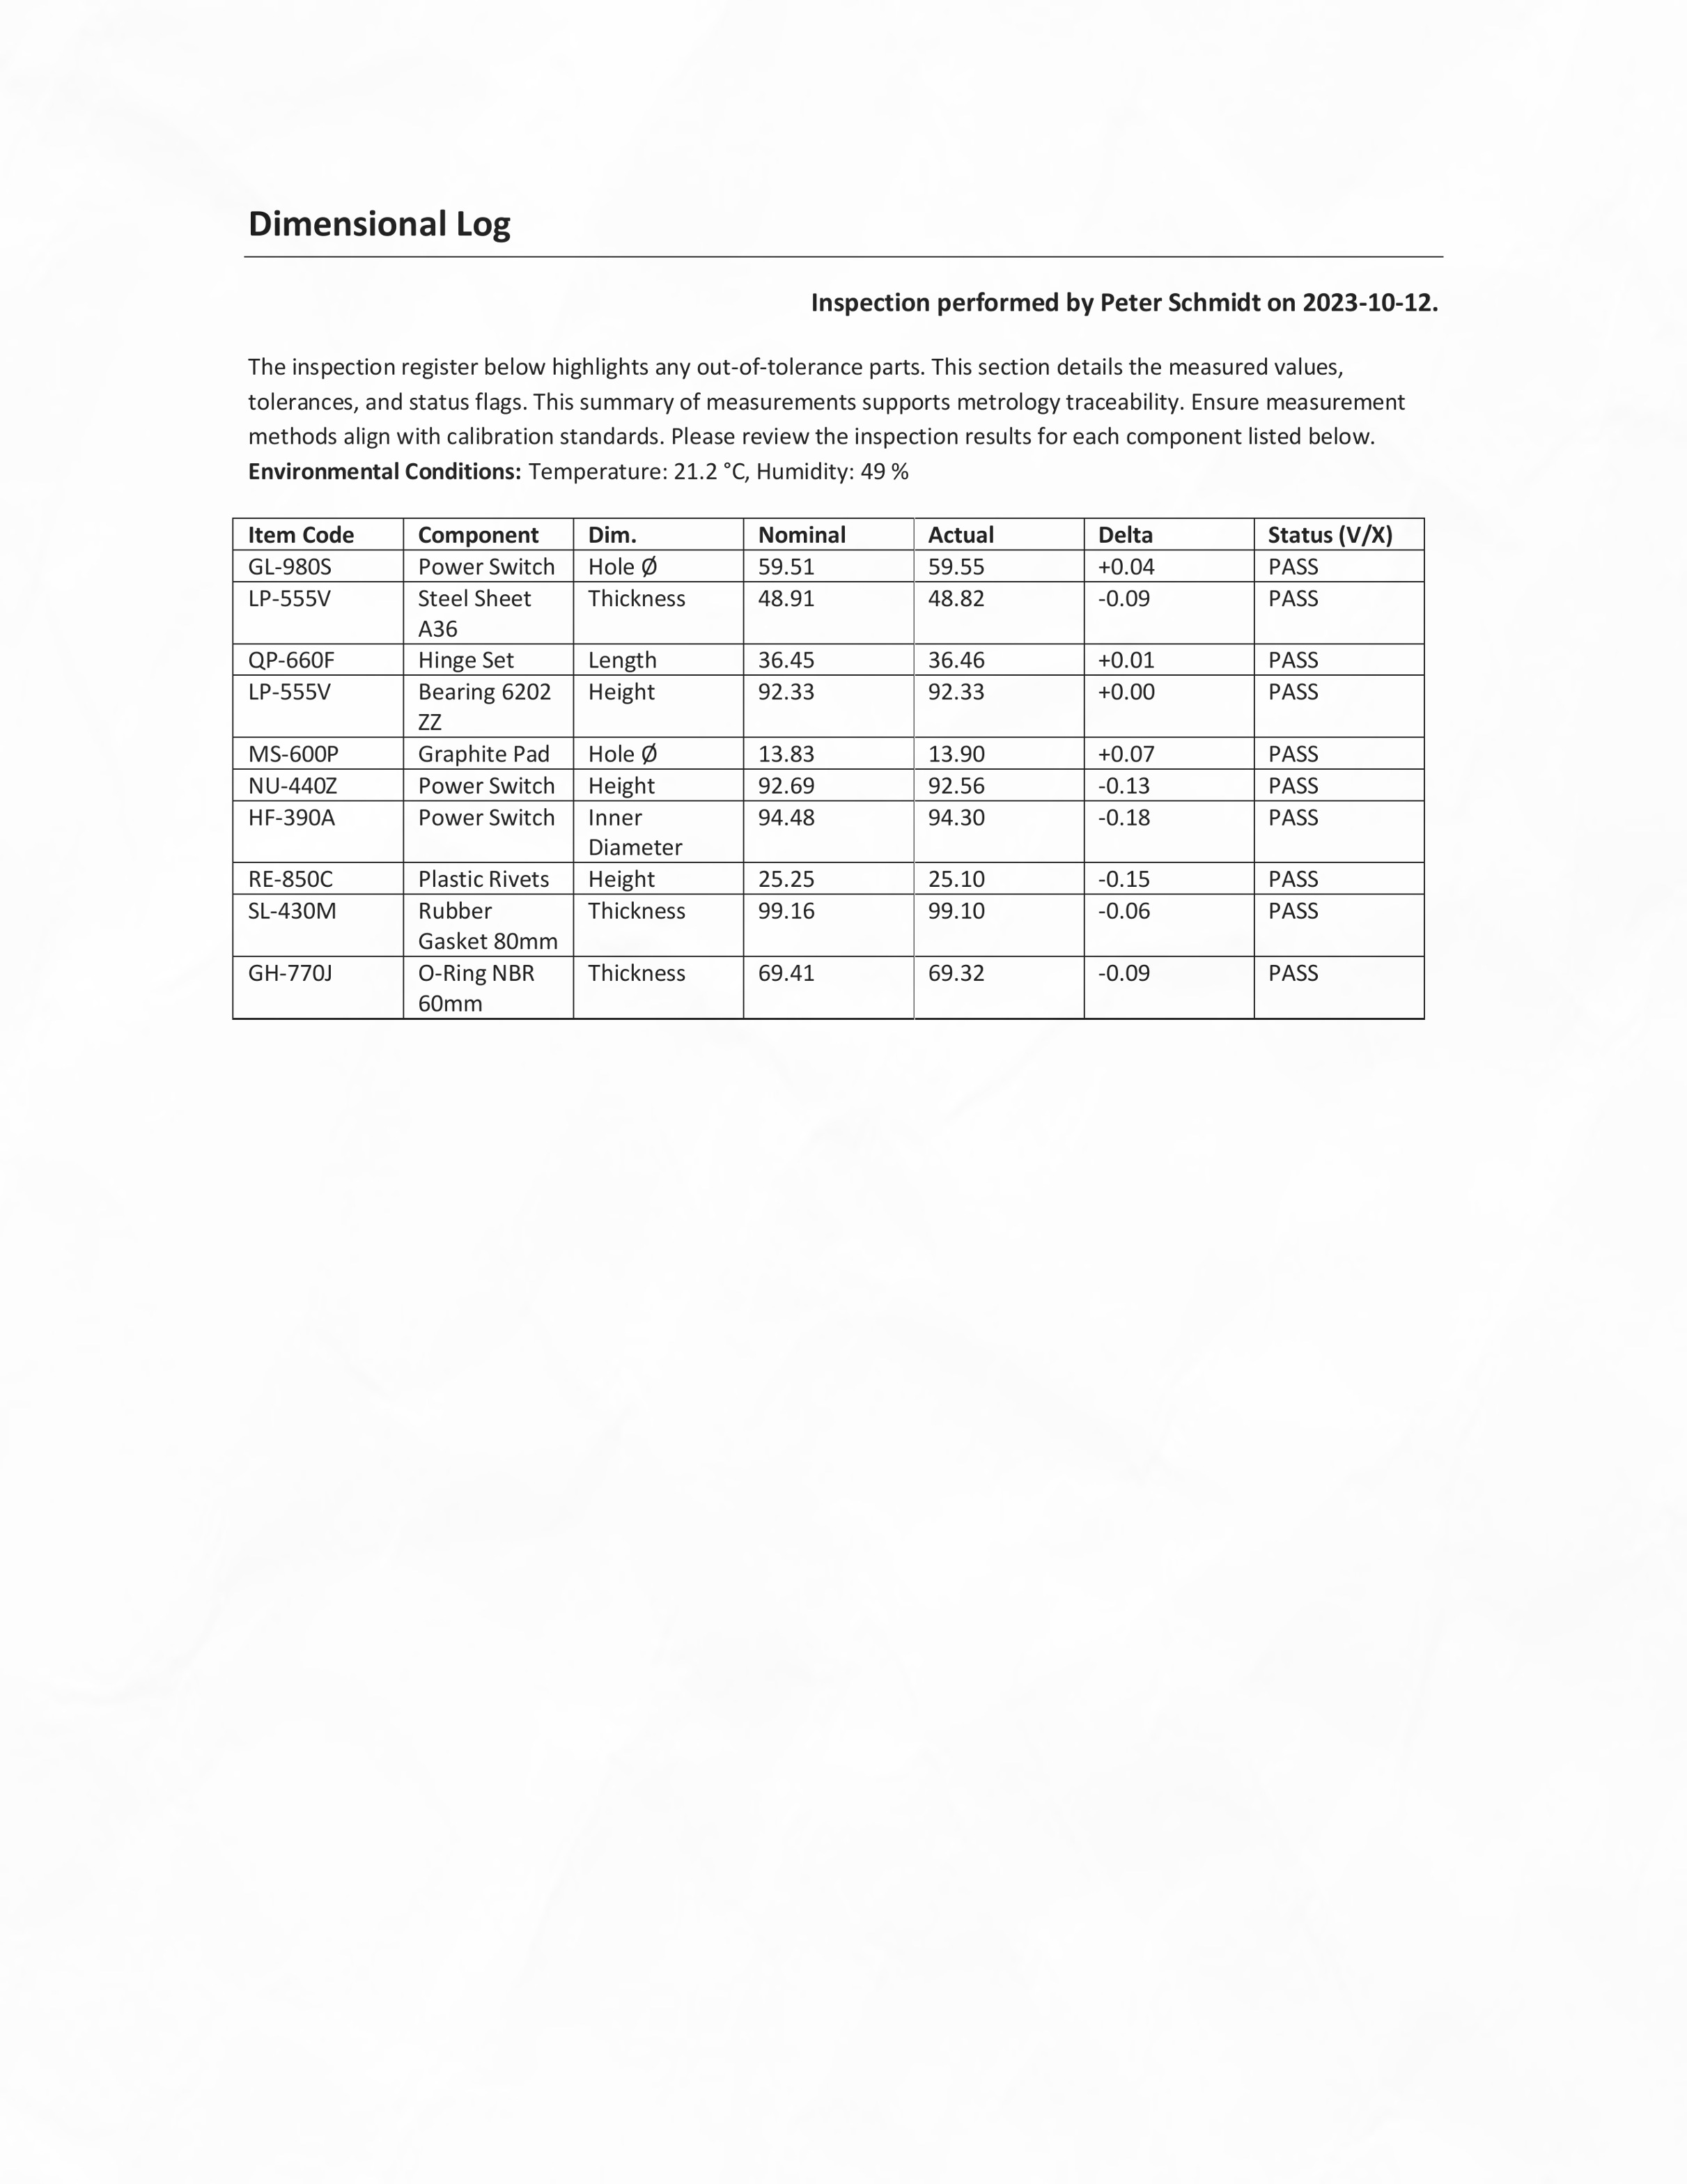 Dimensional Log
Inspection performed by Peter Schmidt on 2023-10-12.
The inspection register below highlights any out-of-tolerance parts. This section details the measured values,
tolerances, and status flags. This summary of measurements supports metrology traceability. Ensure measurement
methods align with calibration standards. Please review the inspection results for each component listed below.
Environmental Conditions: Temperature: 21.2 °C, Humidity: 49 %
Item Code Component Dim. Nominal Actual Delta Status (V/X)
GL-980S Power Switch Hole Ø 59.51 59.55 +0.04 PASS
LP-555V Steel Sheet Thickness 48.91 48.82 -0.09 PASS
A36
QP-660F Hinge Set Length 36.45 36.46 +0.01 PASS
LP-555V Bearing 6202 Height 92.33 92.33 +0.00 PASS
ZZ
MS-600P Graphite Pad Hole Ø 13.83 13.90 +0.07 PASS
NU-440Z Power Switch Height 92.69 92.56 -0.13 PASS
HF-390A Power Switch Inner 94.48 94.30 -0.18 PASS
Diameter
RE-850C Plastic Rivets Height 25.25 25.10 -0.15 PASS
SL-430M Rubber Thickness 99.16 99.10 -0.06 PASS
Gasket 80mm
GH-770J O-Ring NBR Thickness 69.41 69.32 -0.09 PASS
60mm